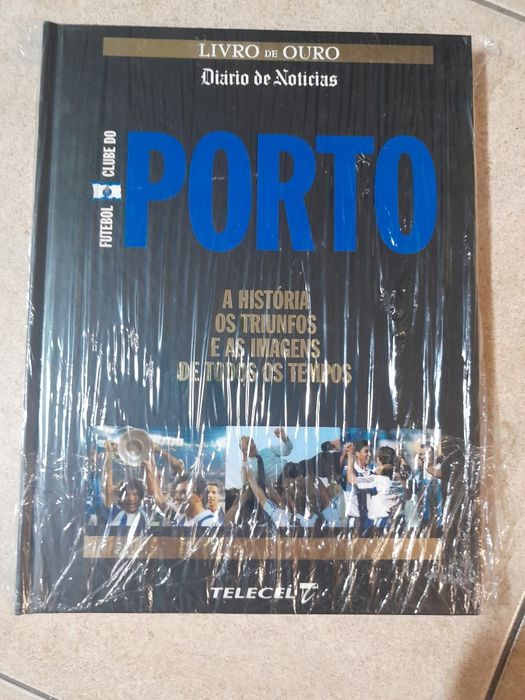 LIVRO DE OURO
Diário de Notícias
FUTEBOL CLUBE DO
PORTO
A HISTÓRIA
OS TRIUNFOS
E AS IMAGENS
DE TODOS OS TEMPOS
TELECEL